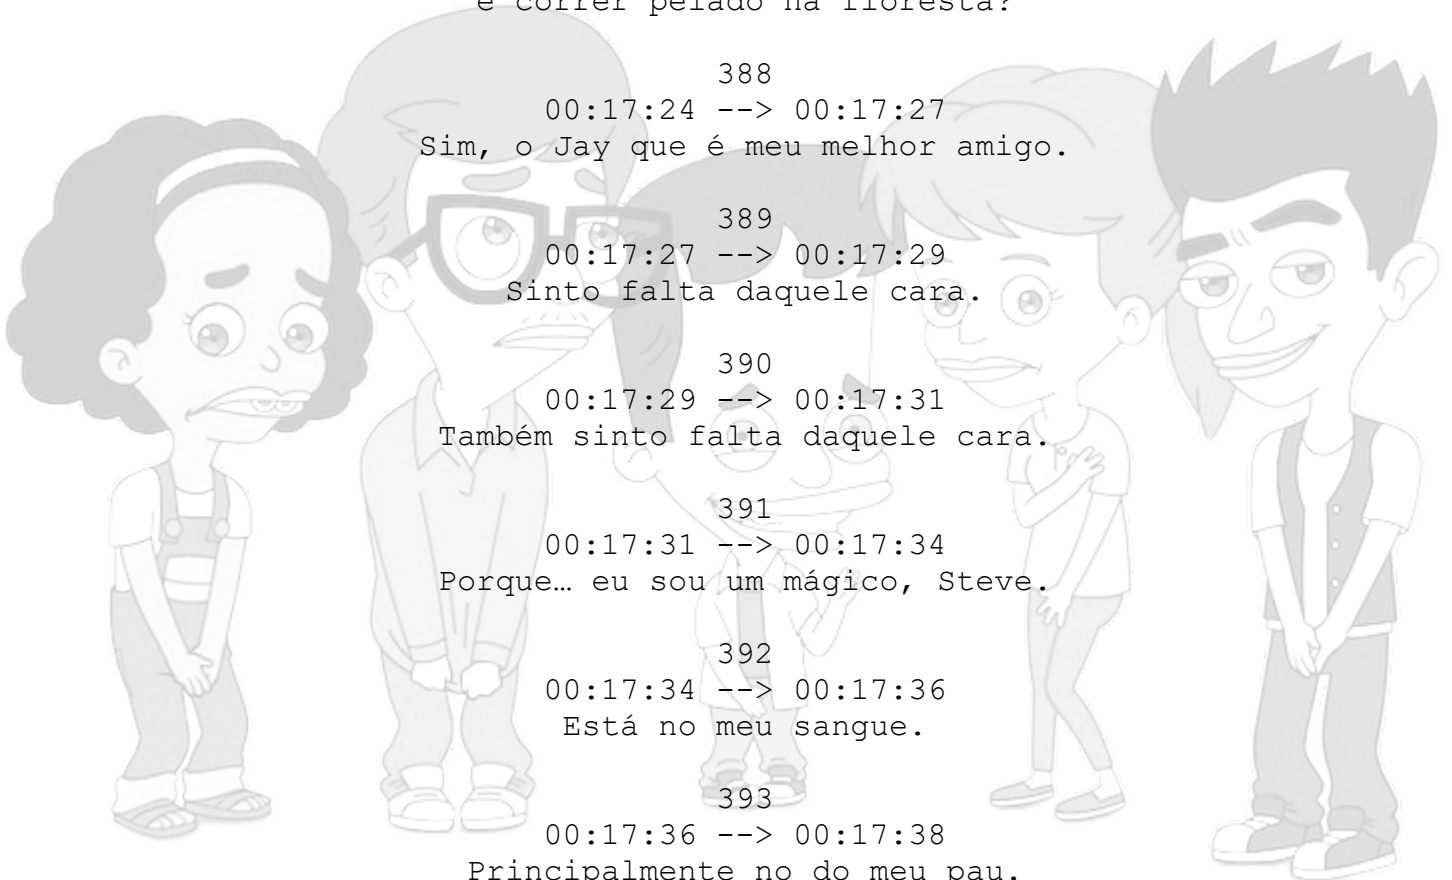 e correr pelado na floresta?
388
00:17:24 --> 00:17:27
Sim, o Jay que é meu melhor amigo.
389
00:17:27 --> 00:17:29
Sinto falta daquele cara.
390
00:17:29 --> 00:17:31
Também sinto falta daquele cara.
391
00:17:31 --> 00:17:34
Porque… eu sou um mágico, Steve.
392
00:17:34 --> 00:17:36
Está no meu sangue.
393
00:17:36 --> 00:17:38
Principalmente no do meu pau.